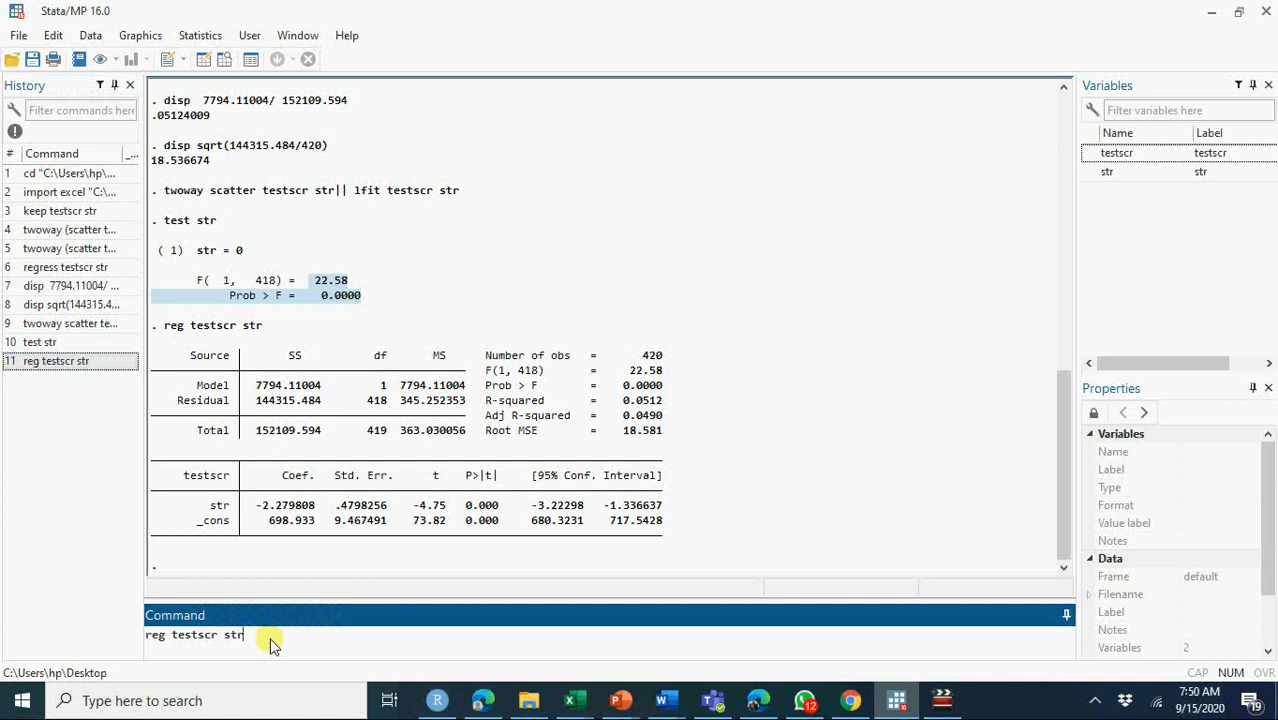 Stata/MP 16.0
File Edit Data Graphics Statistics User Window Help
History
Filter commands here
# Command
1 cd "C:\Users\hp\...
2 import excel "C:\...
3 keep testscr str
4 twoway (scatter t...
5 twoway (scatter t...
6 regress testscr str
7 disp 7794.11004/ ...
8 disp sqrt(144315.4...
9 twoway scatter te...
10 test str
11 reg testscr str
. disp 7794.11004/ 152109.594
.05124009
. disp sqrt(144315.484/420)
18.536674
. twoway scatter testscr str|| lfit testscr str
. test str
( 1) str = 0
F( 1, 418) = 22.58
Prob > F = 0.0000
. reg testscr str
Source SS df MS Number of obs = 420
F(1, 418) = 22.58
Model 7794.11004 1 7794.11004 Prob > F = 0.0000
Residual 144315.484 418 345.252353 R-squared = 0.0512
Adj R-squared = 0.0490
Total 152109.594 419 363.030056 Root MSE = 18.581
testscr Coef. Std. Err. t P>|t| [95% Conf. Interval]
str -2.279808 .4798256 -4.75 0.000 -3.22298 -1.336637
_cons 698.933 9.467491 73.82 0.000 680.3231 717.5428
.
Command
reg testscr str
Variables
Filter variables here
Name Label
testscr testscr
str str
Properties
Variables
Name
Label
Type
Format
Value label
Notes
Data
Frame default
Filename
Label
Notes
Variables 2
C:\Users\hp\Desktop
CAP NUM OVR
Type here to search
12
7:50 AM
9/15/2020
19